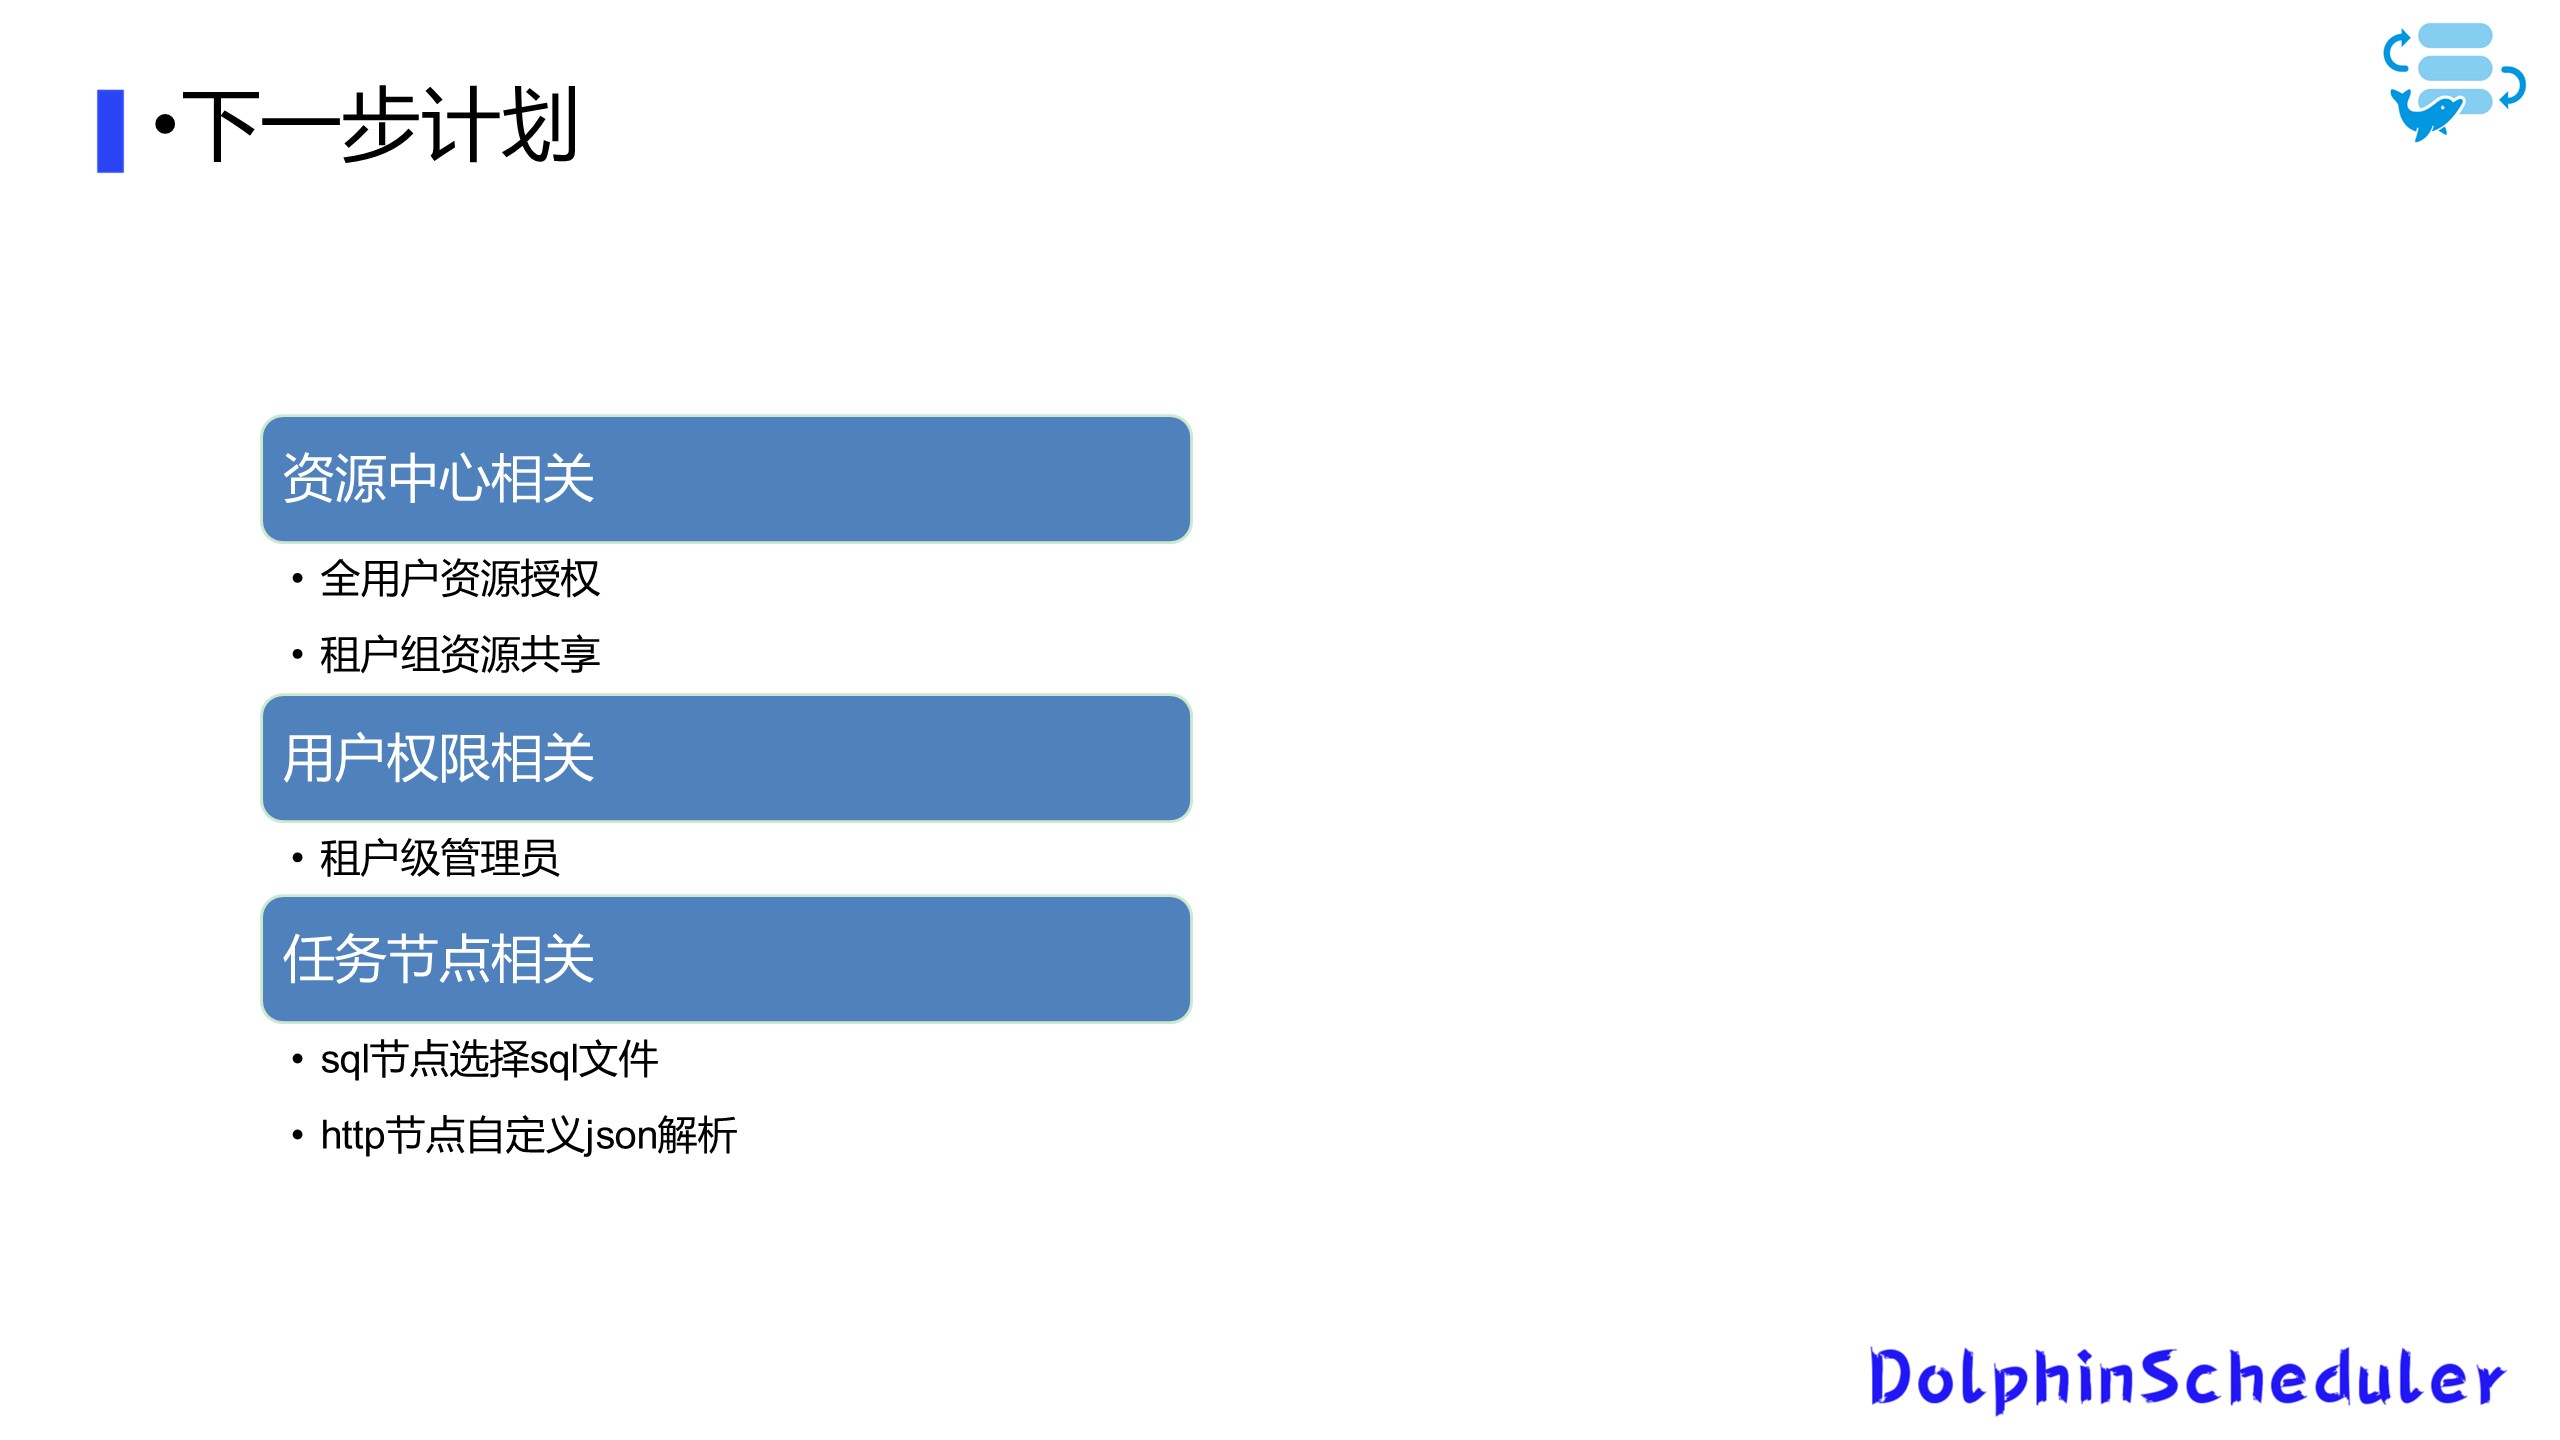 •下一步计划
资源中心相关
• 全用户资源授权
• 租户组资源共享
用户权限相关
• 租户级管理员
任务节点相关
• sql节点选择sql文件
• http节点自定义json解析
DolphinScheduler